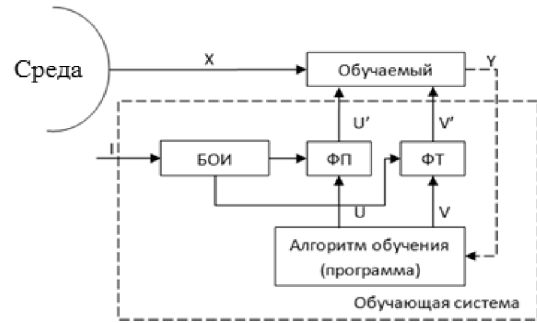 Среда
X
Обучаемый
Y
U'
V'
I
БОИ
ФП
ФТ
U
V
Алгоритм обучения
(программа)
Обучающая система